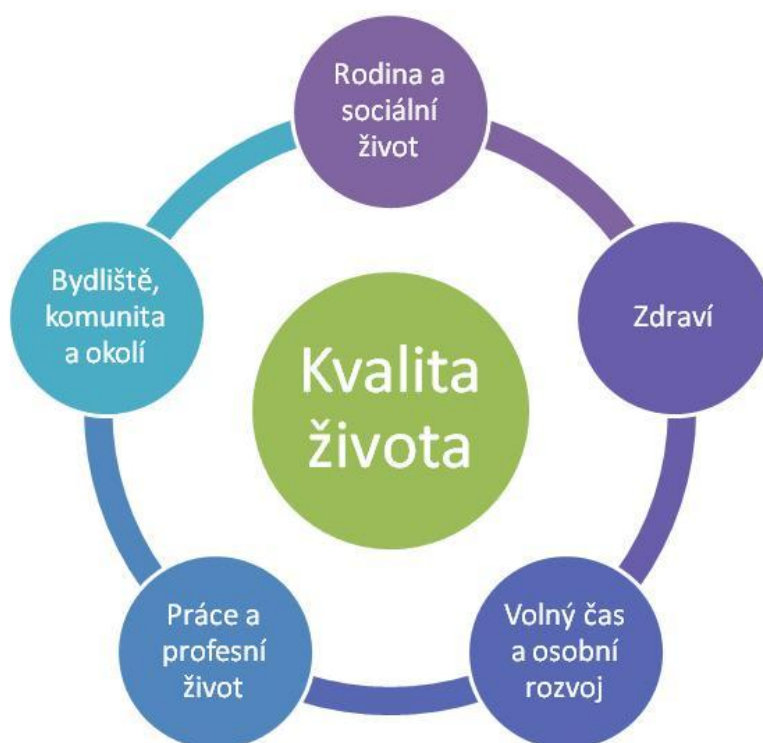 Rodina a
sociální
život
Zdraví
Volný čas
a osobní
rozvoj
Práce a
profesní
život
Bydliště,
komunita
a okolí
Kvalita
života